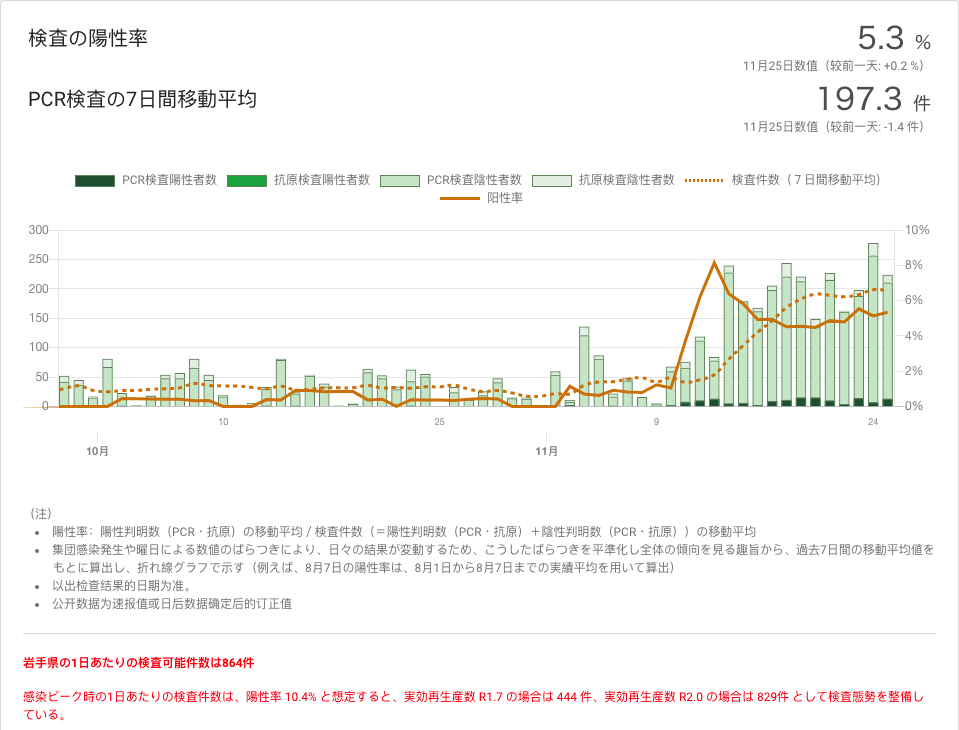 検査の陽性率
5.3 %
11月25日数値（较前一天: +0.2 %）
PCR検査の7日間移動平均
197.3 件
11月25日数値（较前一天: -1.4 件）
PCR検査陽性者数 抗原検査陽性者数 PCR検査陰性者数 抗原検査陰性者数 検査件数（７日間移動平均）
阳性率
300 10%
250 8%
200 6%
150 4%
100
50 2%
0 0%
10 25 9 24
10月 11月
（注）
• 陽性率：陽性判明数（PCR・抗原）の移動平均 / 検査件数（＝陽性判明数（PCR・抗原）＋陰性判明数（PCR・抗原））の移動平均
• 集団感染発生や曜日による数値のばらつきにより、日々の結果が変動するため、こうしたばらつきを平準化し全体の傾向を見る趣旨から、過去7日間の移動平均値を
もとに算出し、折れ線グラフで示す（例えば、8月7日の陽性率は、8月1日から8月7日までの実績平均を用いて算出）
• 以出检查结果的日期为准。
• 公开数据为速报值或日后数据确定后的订正值
岩手県の1日あたりの検査可能件数は864件
感染ピーク時の1日あたりの検査件数は、陽性率 10.4% と想定すると、実効再生産数 R1.7 の場合は 444 件、実効再生産数 R2.0 の場合は 829件 として検査態勢を整備し
ている。